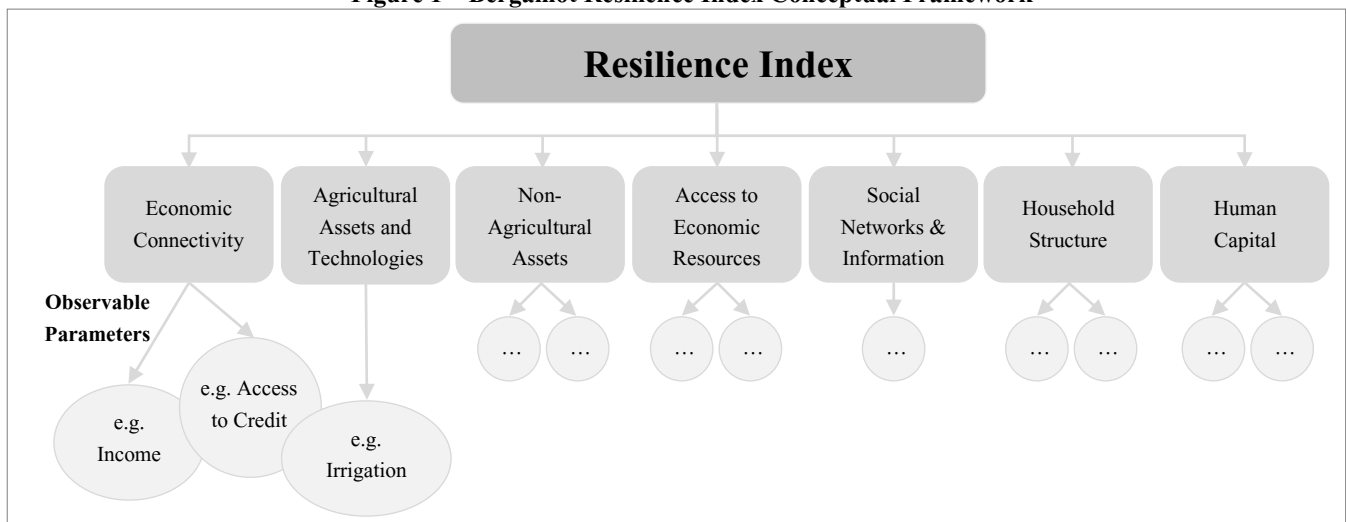 Figure 1 – Bergamot Resilience Index Conceptual Framework
Resilience Index
Economic
Connectivity
Agricultural
Assets and
Technologies
Non-
Agricultural
Assets
Access to
Economic
Resources
Social
Networks &
Information
Household
Structure
Human
Capital
Observable
Parameters
e.g.
Income
e.g. Access
to Credit
e.g.
Irrigation
…
…
…
…
…
…
…
…
…